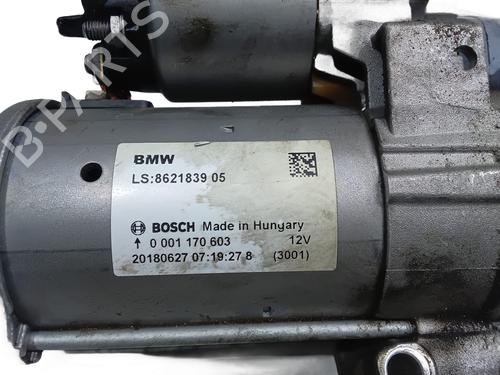 B-PARTS
BMW
LS:8621839 05
BOSCH Made in Hungary
↑ 0 001 170 603 12V
20180627 07:19:27 8 (3001)